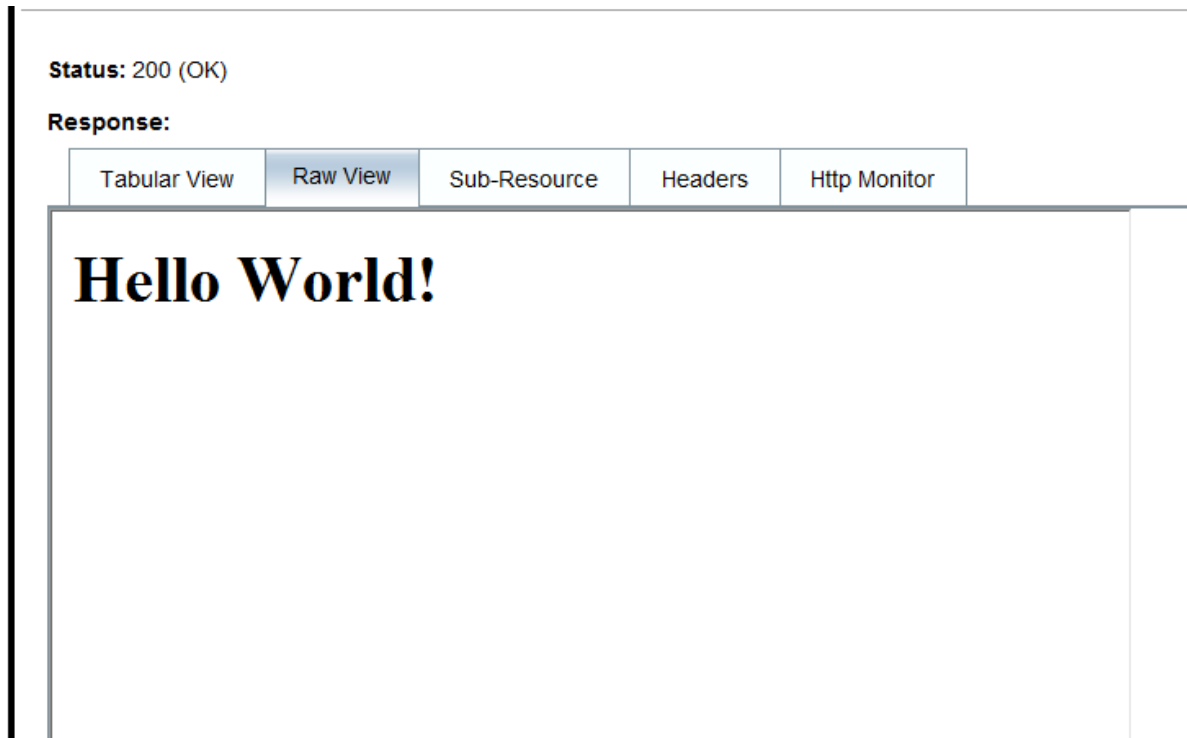 Status: 200 (OK)
Response:
Tabular View Raw View Sub-Resource Headers Http Monitor
Hello World!